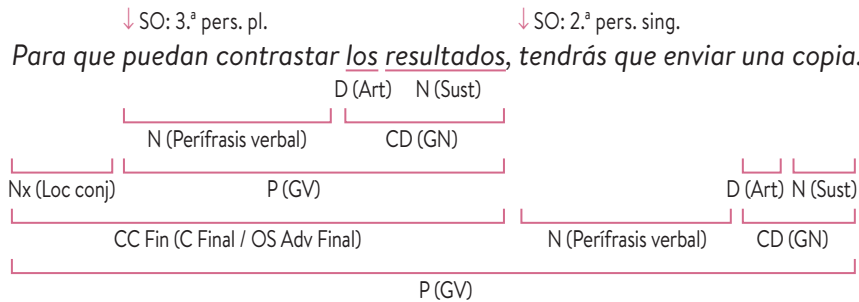 ↓ SO: 3.ª pers. pl. ↓ SO: 2.ª pers. sing.
Para que puedan contrastar los resultados, tendrás que enviar una copia.
D (Art) N (Sust)
N (Perífrasis verbal) CD (GN)
Nx (Loc conj) P (GV) D (Art) N (Sust)
CC Fin (C Final / OS Adv Final) N (Perífrasis verbal) CD (GN)
P (GV)